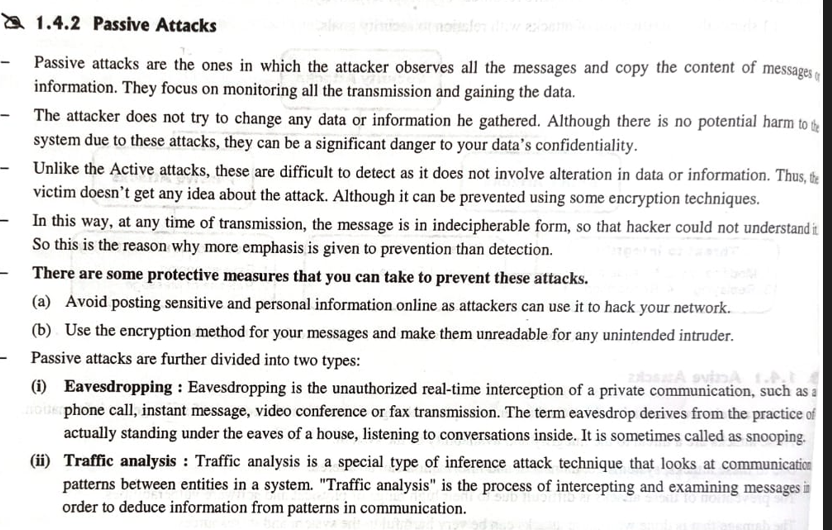 1.4.2 Passive Attacks
– Passive attacks are the ones in which the attacker observes all the messages and copy the content of messages or
information. They focus on monitoring all the transmission and gaining the data.
– The attacker does not try to change any data or information he gathered. Although there is no potential harm to the
system due to these attacks, they can be a significant danger to your data's confidentiality.
– Unlike the Active attacks, these are difficult to detect as it does not involve alteration in data or information. Thus, the
victim doesn't get any idea about the attack. Although it can be prevented using some encryption techniques.
– In this way, at any time of transmission, the message is in indecipherable form, so that hacker could not understand it.
So this is the reason why more emphasis is given to prevention than detection.
– There are some protective measures that you can take to prevent these attacks.
(a) Avoid posting sensitive and personal information online as attackers can use it to hack your network.
(b) Use the encryption method for your messages and make them unreadable for any unintended intruder.
– Passive attacks are further divided into two types:
(i) Eavesdropping : Eavesdropping is the unauthorized real-time interception of a private communication, such as a
phone call, instant message, video conference or fax transmission. The term eavesdrop derives from the practice of
actually standing under the eaves of a house, listening to conversations inside. It is sometimes called as snooping.
(ii) Traffic analysis : Traffic analysis is a special type of inference attack technique that looks at communication
patterns between entities in a system. "Traffic analysis" is the process of intercepting and examining messages in
order to deduce information from patterns in communication.